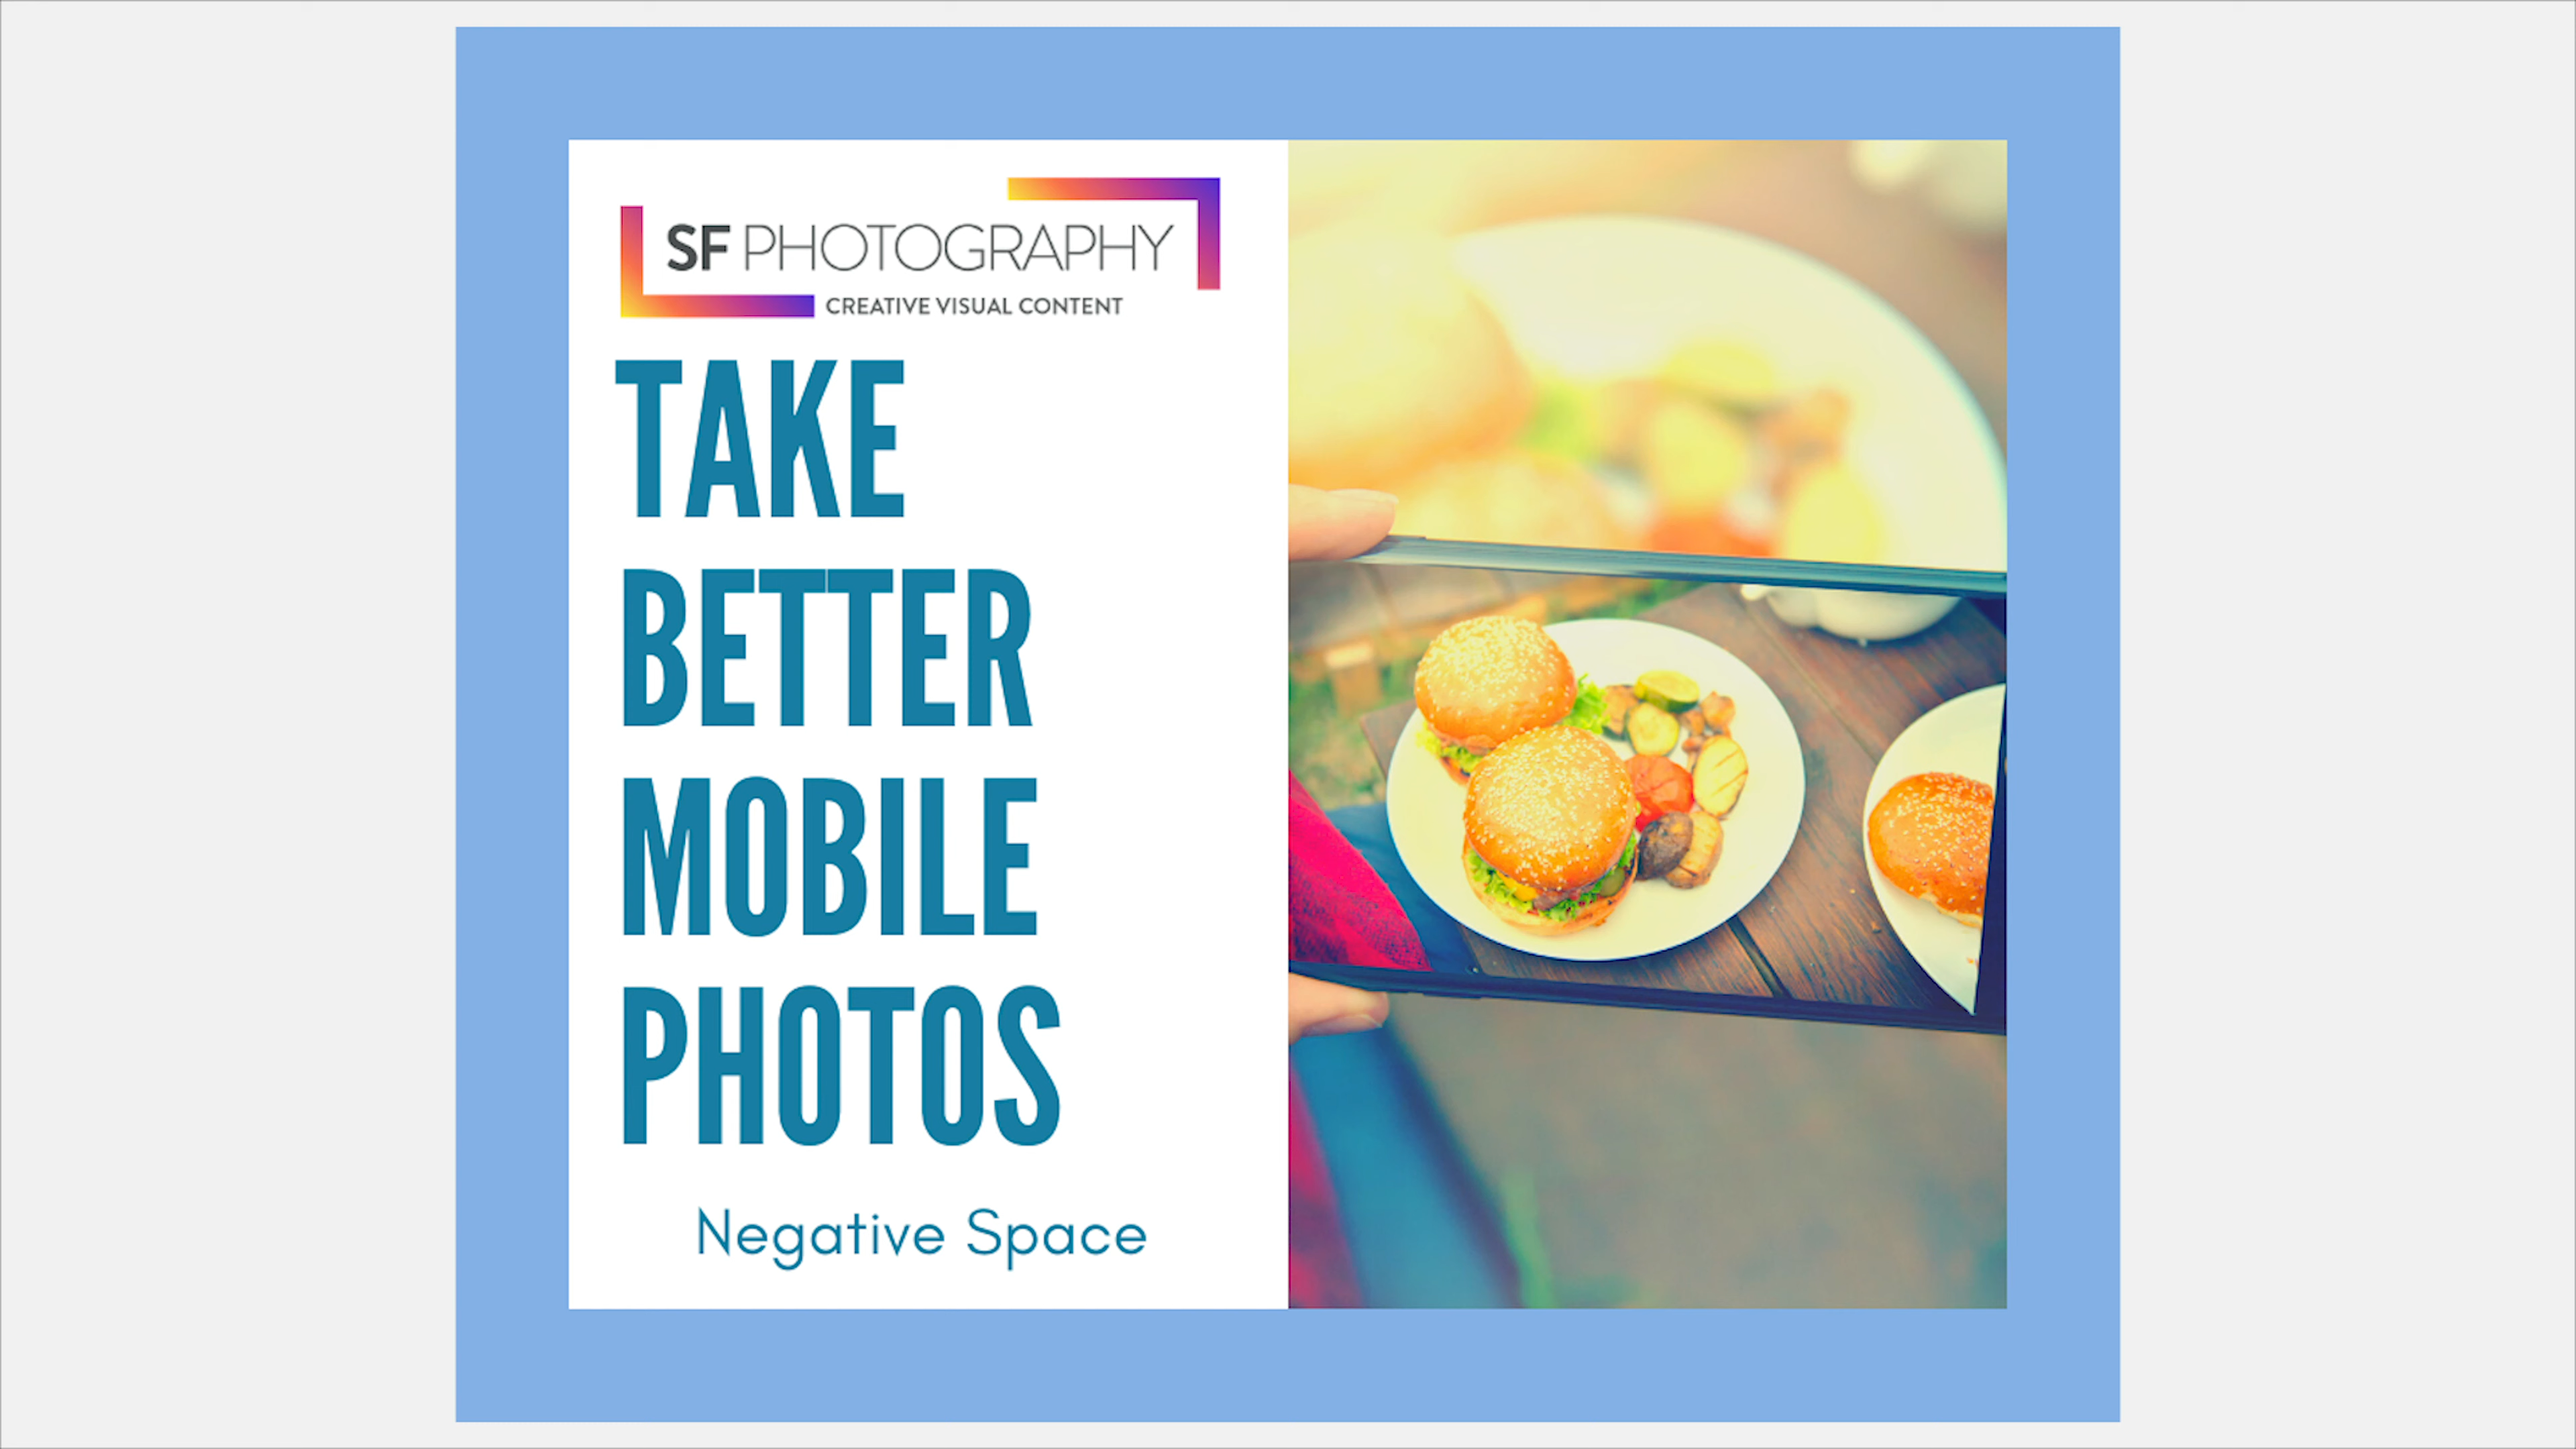 SF PHOTOGRAPHY
CREATIVE VISUAL CONTENT
TAKE
BETTER
MOBILE
PHOTOS
Negative Space